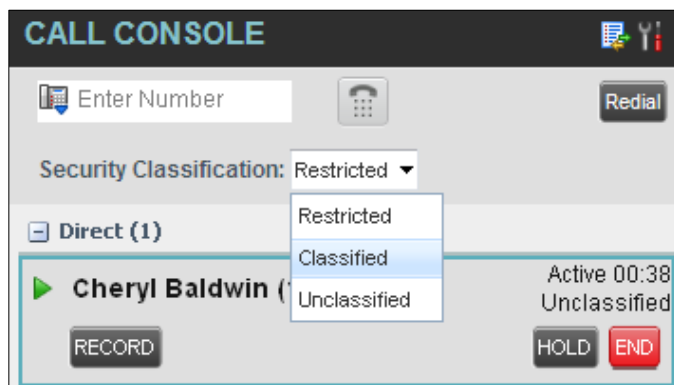 CALL CONSOLE
Enter Number
Redial
Security Classification: Restricted
Restricted
Direct (1)
Classified
Active 00:38
Cheryl Baldwin (
Unclassified
Unclassified
RECORD
HOLD END